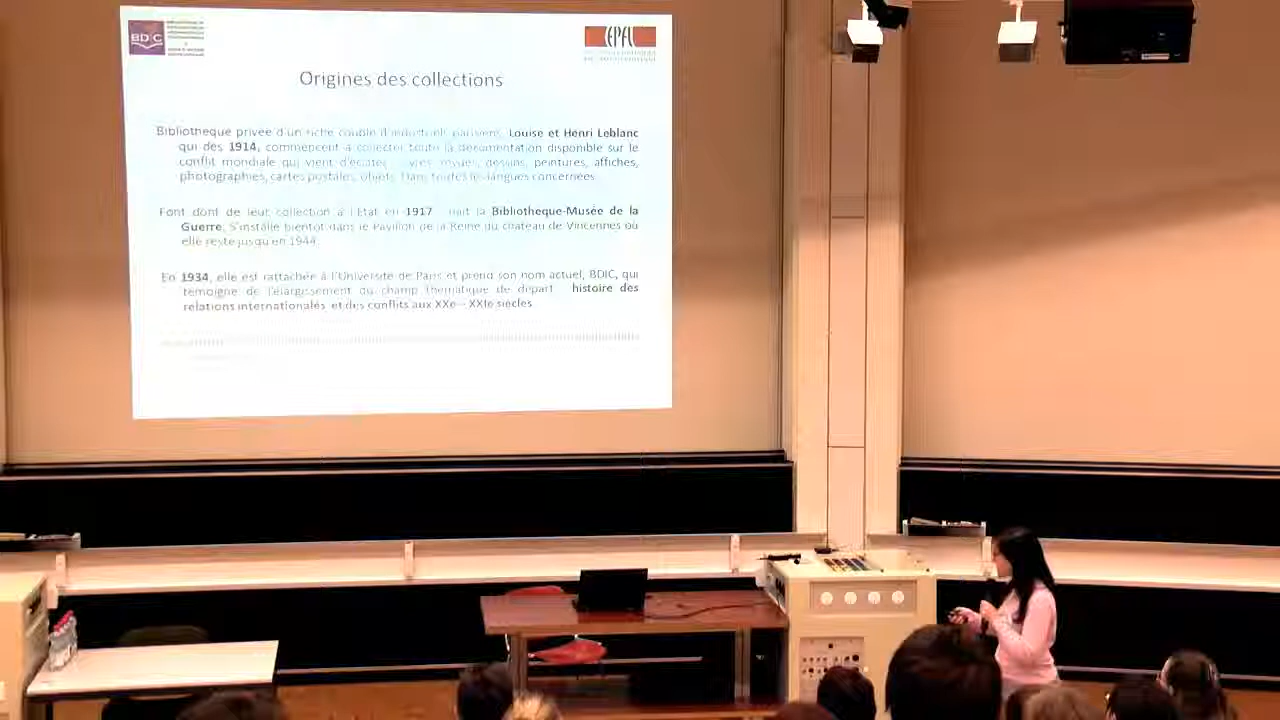 BDIC
EPFL
Origines des collections
Bibliothèque privée d'un riche couple d'industriels parisiens, Louise et Henri Leblanc
qui dès 1914, commencent à collecter toute la documentation disponible sur le
conflit mondiale qui vient d'éclater livres, revues, dessins, peintures, affiches,
photographies, cartes postales, objets. Dans toutes les langues concernées.
Font dont de leur collection à l'Etat en 1917 nait la Bibliothèque-Musée de la
Guerre. S'installe bientôt dans le Pavillon de la Reine du château de Vincennes où
elle reste jusqu'en 1944.
En 1934, elle est rattachée à l'Université de Paris et prend son nom actuel, BDIC, qui
témoigne de l'élargissement du champ thématique de départ histoire des
relations internationales et des conflits aux XXe – XXIe siècles